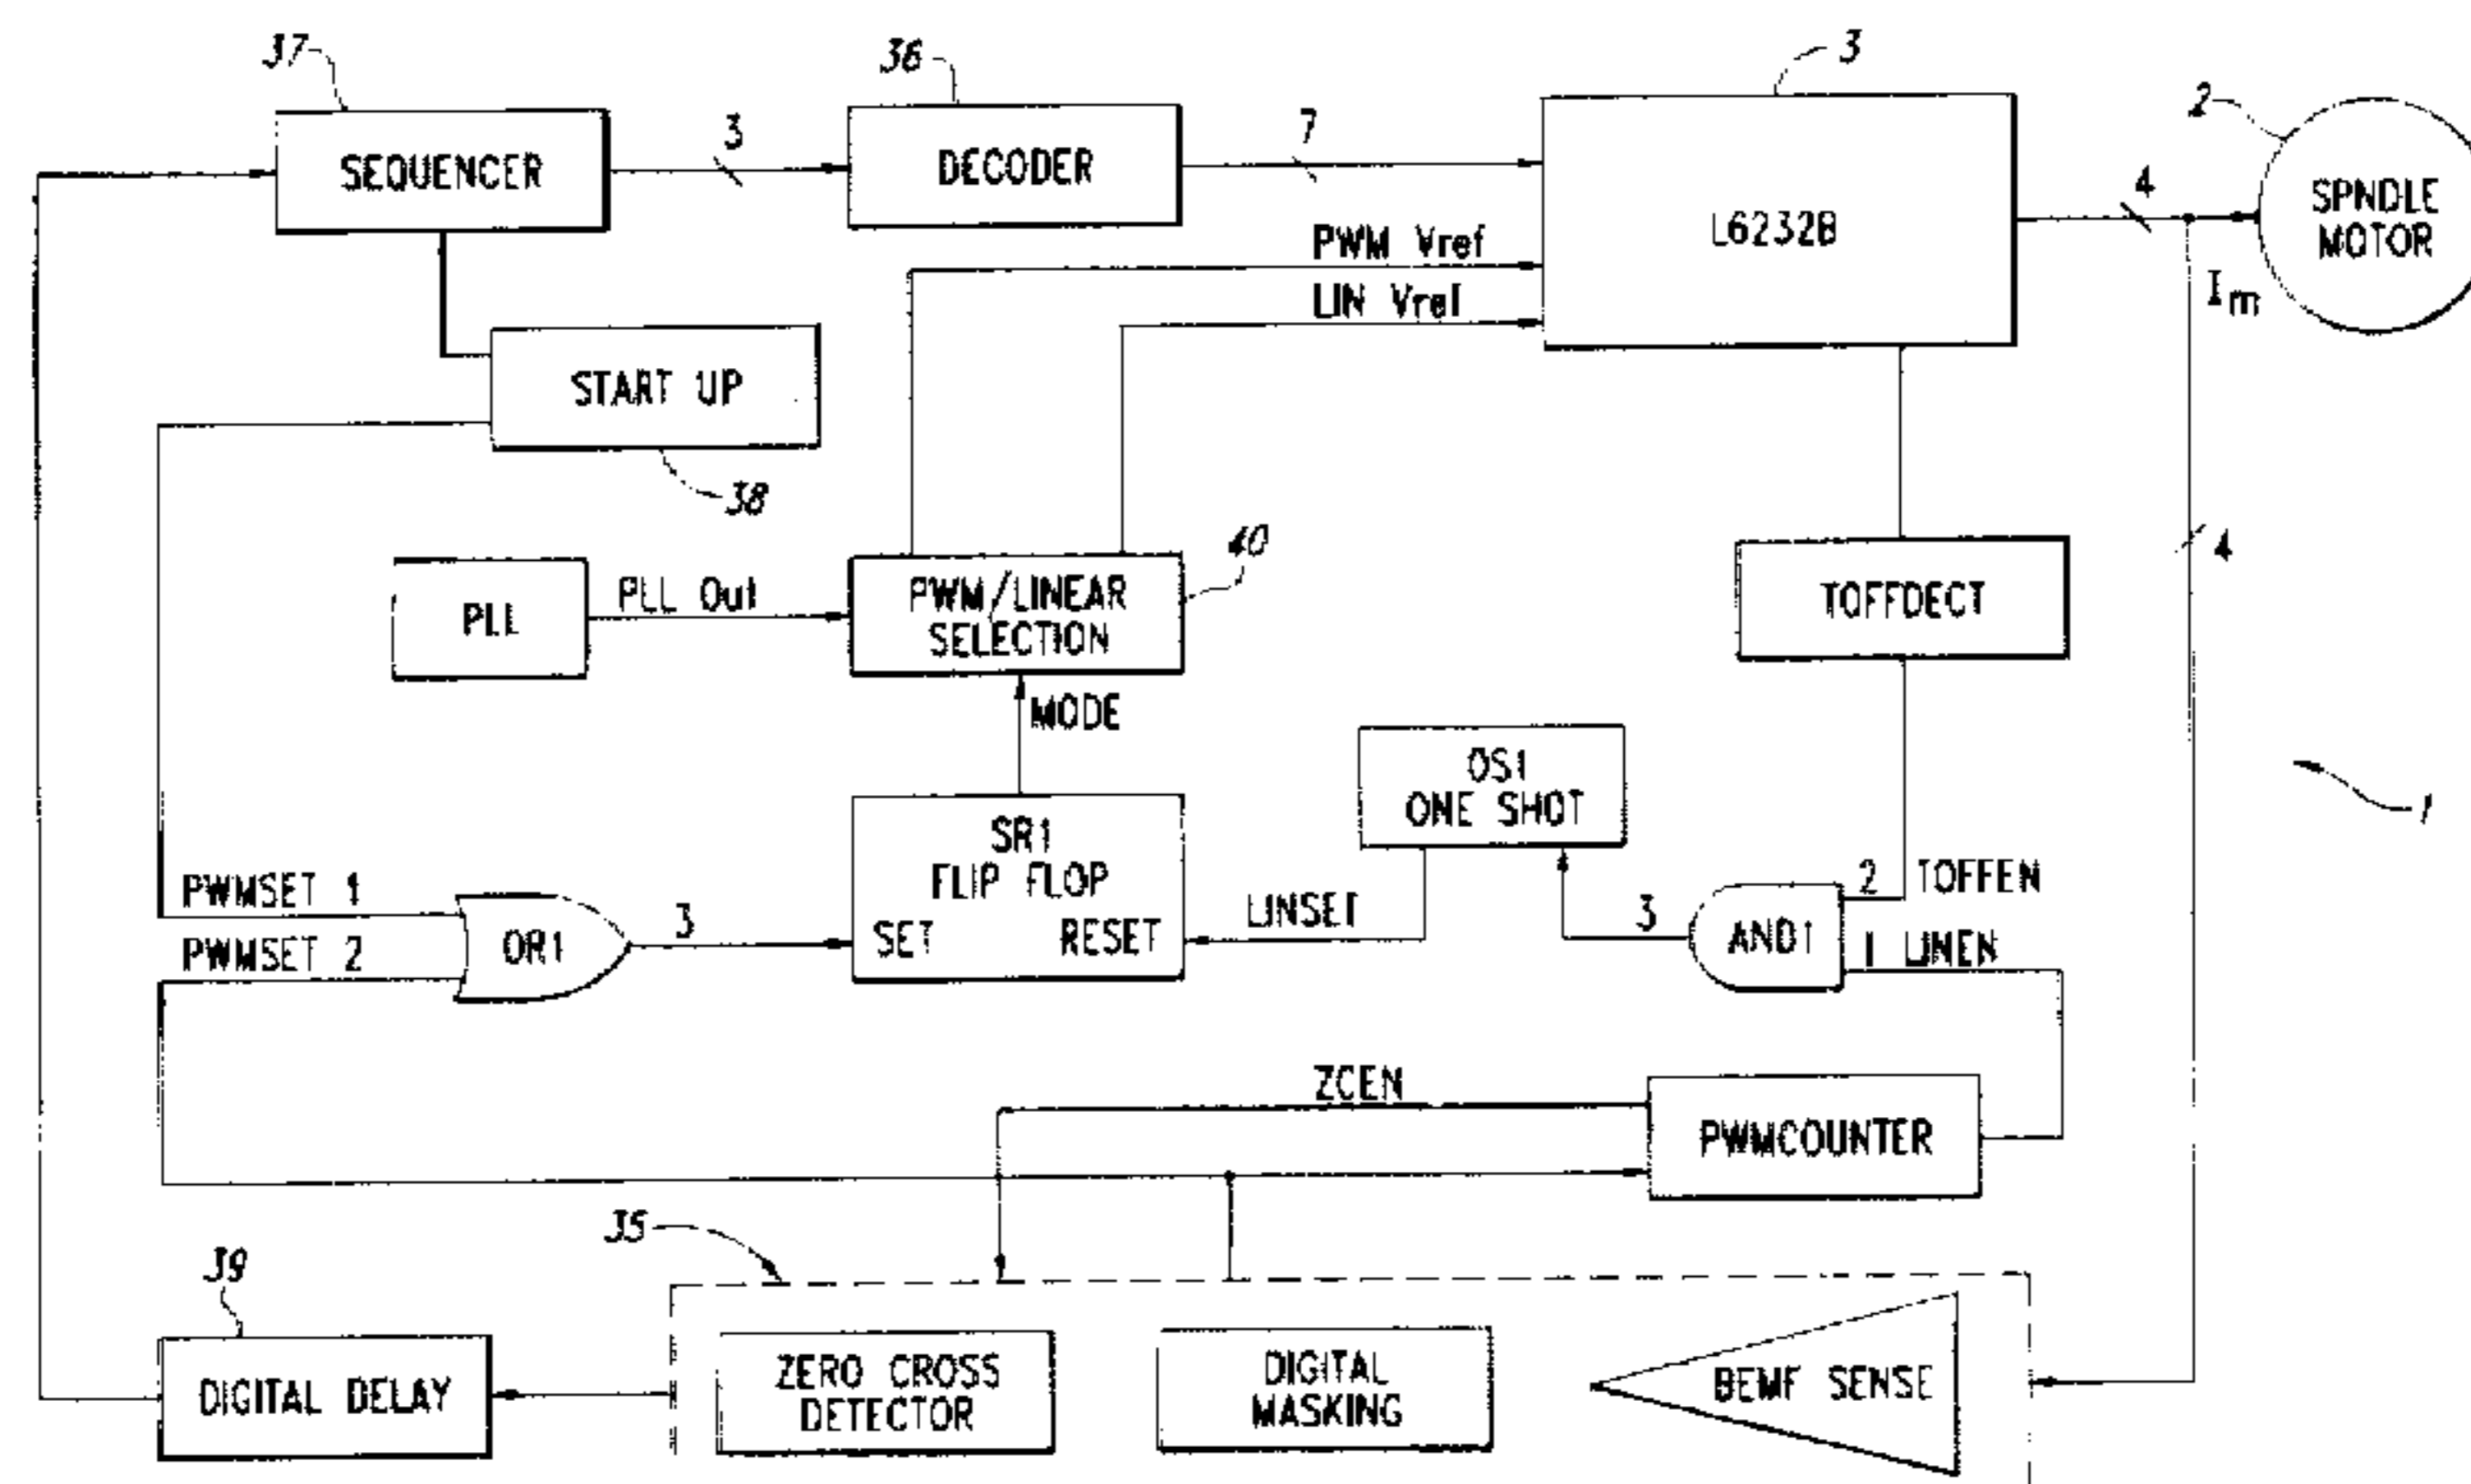 37
36
3
2
SEQUENCER
3
DECODER
7
L6232B
4
SPNDLE
MOTOR
PWM Vref
LIN Vref
Im
START UP
38
40
4
PLL
PLL Out
PWM/LINEAR
SELECTION
TOFFDECT
MODE
OS1
ONE SHOT
1
SR1
FLIP FLOP
SET
RESET
PWMSET 1
PWMSET 2
OR1
3
LINSET
3
AND1
2 TOFFEN
1 LINEN
ZCEN
PWMCOUNTER
35
39
DIGITAL DELAY
ZERO CROSS
DETECTOR
DIGITAL
MASKING
BEMF SENSE